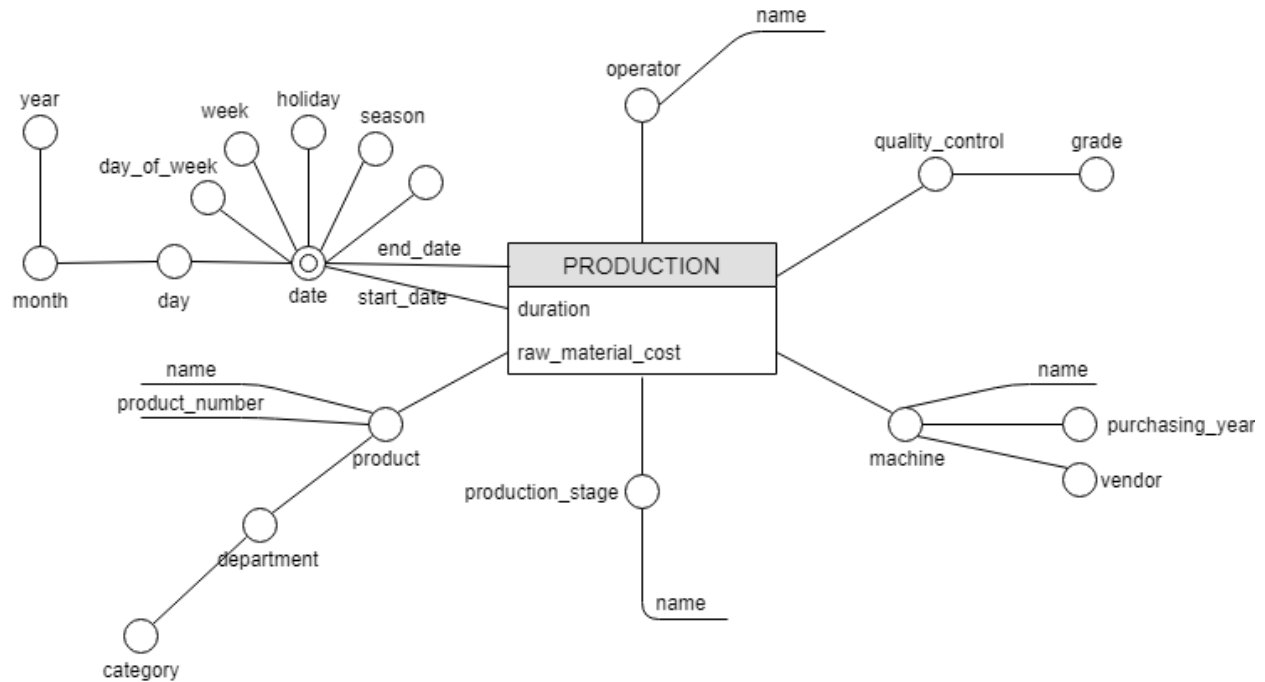 name
operator
year
week
holiday
season
day_of_week
quality_control
grade
end_date
PRODUCTION
month
day
date
start_date
duration
raw_material_cost
name
product_number
product
name
purchasing_year
machine
vendor
production_stage
department
name
category